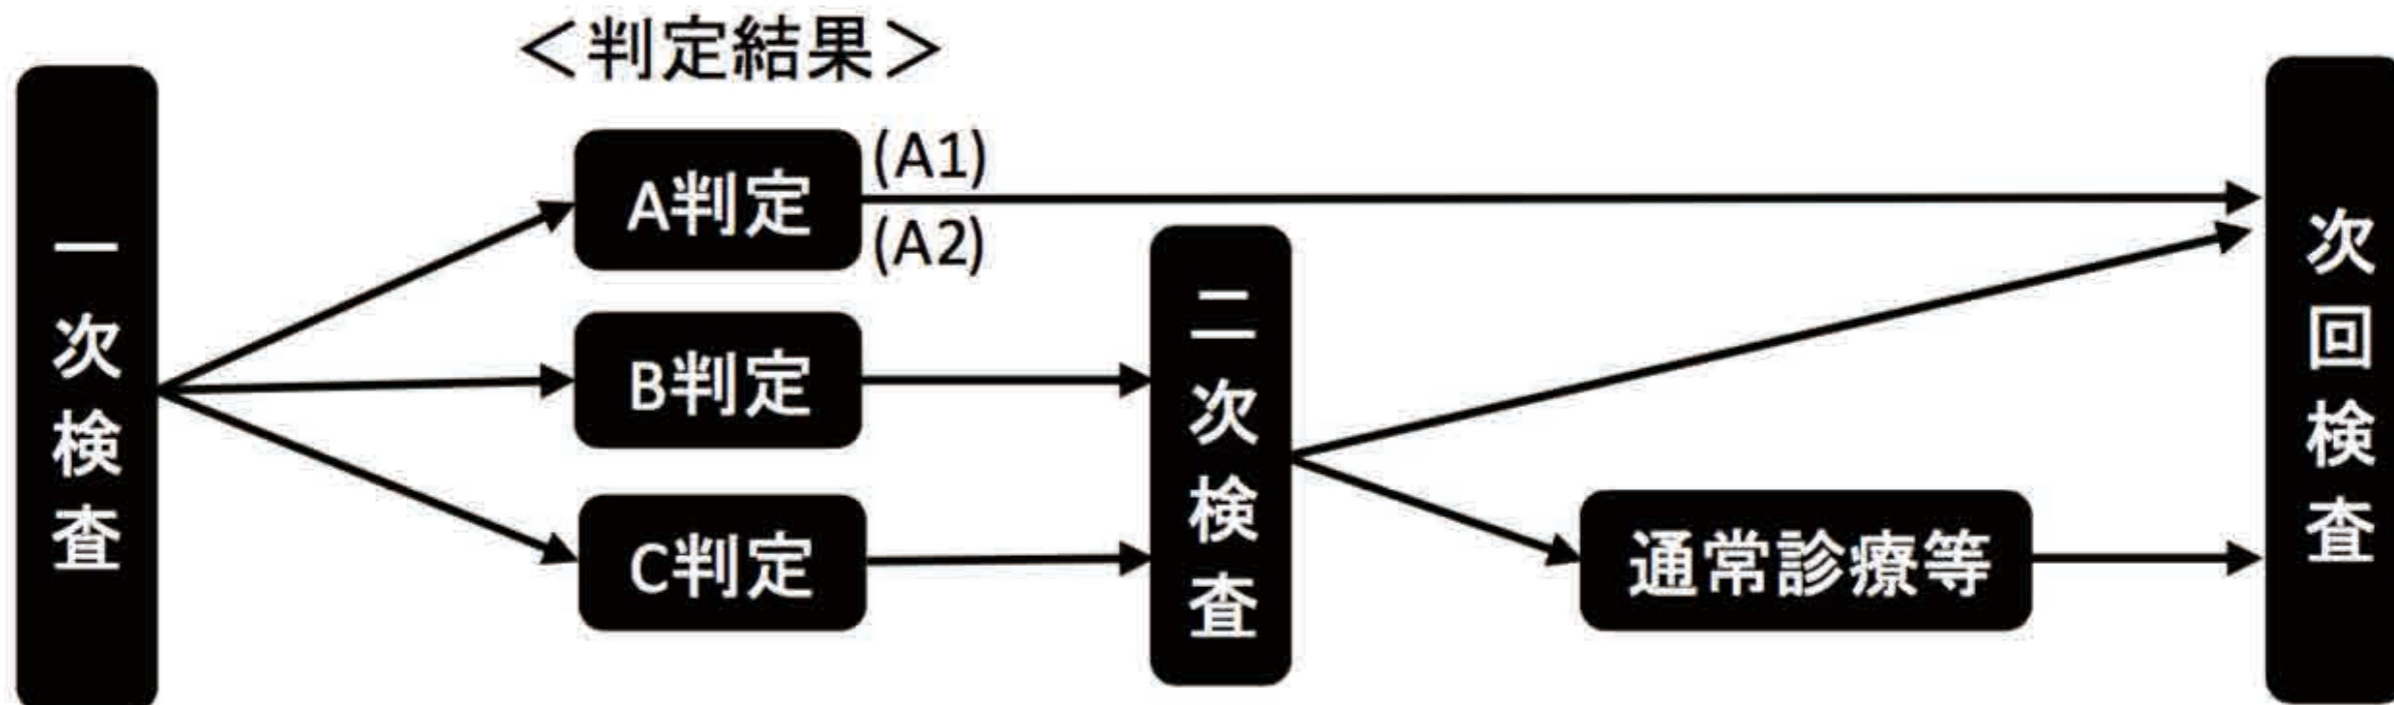 <判定結果>
一次検査
A判定
(A1)
(A2)
B判定
C判定
二次検査
通常診療等
次回検査